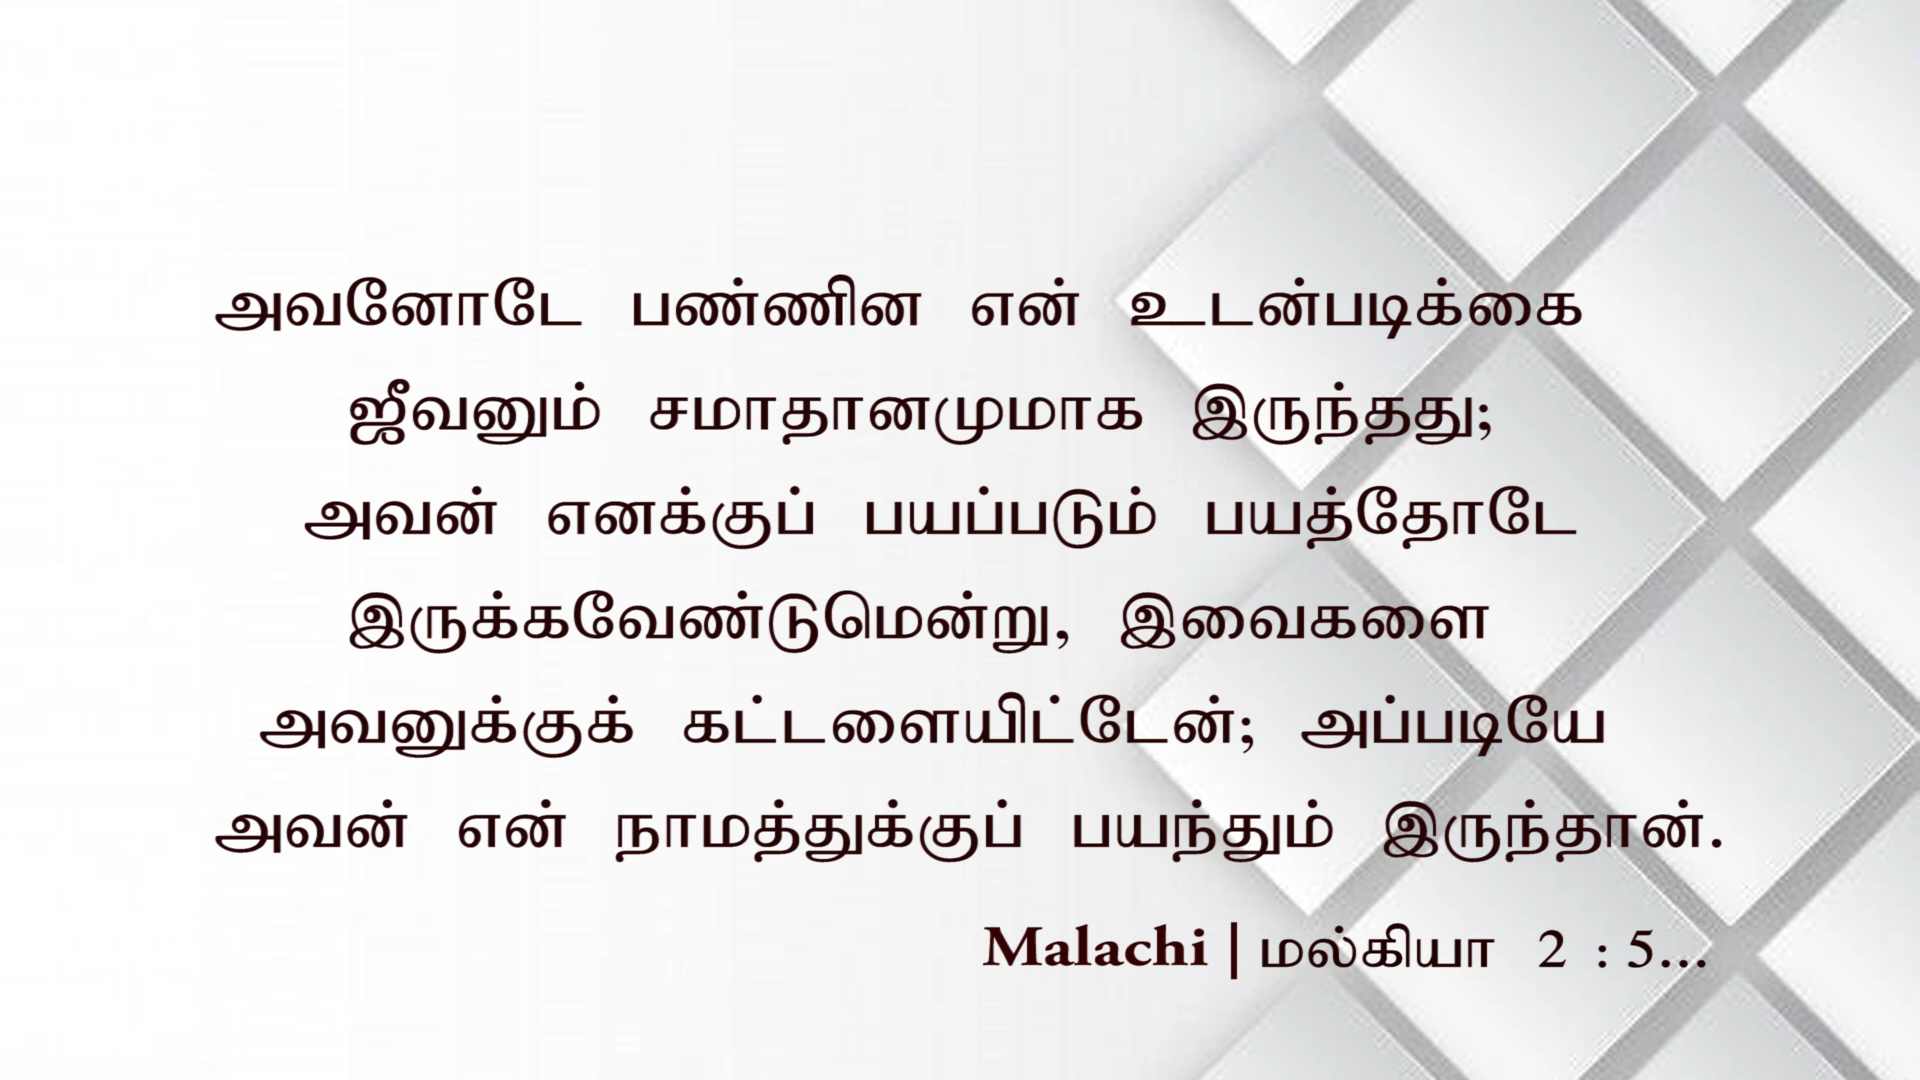 அவனோடே பண்ணின என் உடன்படிக்கை
ஜீவனும் சமாதானமுமாக இருந்தது;
அவன் எனக்குப் பயப்படும் பயத்தோடே
இருக்கவேண்டுமென்று, இவைகளை
அவனுக்குக் கட்டளையிட்டேன்; அப்படியே
அவன் என் நாமத்துக்குப் பயந்தும் இருந்தான்.
Malachi | மல்கியா 2 : 5...